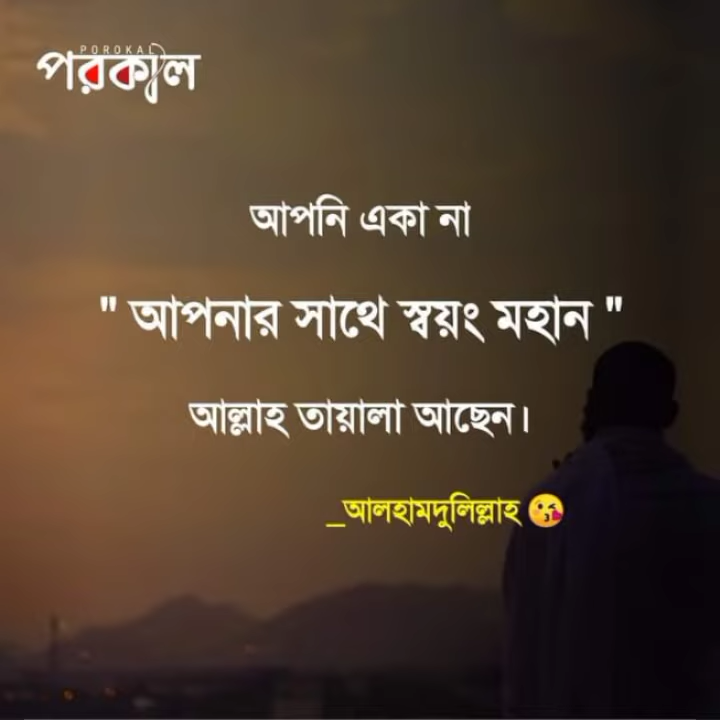 POROKAL
পরকাল
আপনি একা না
" আপনার সাথে স্বয়ং মহান "
আল্লাহ তায়ালা আছেন।
_আলহামদুলিল্লাহ 😘